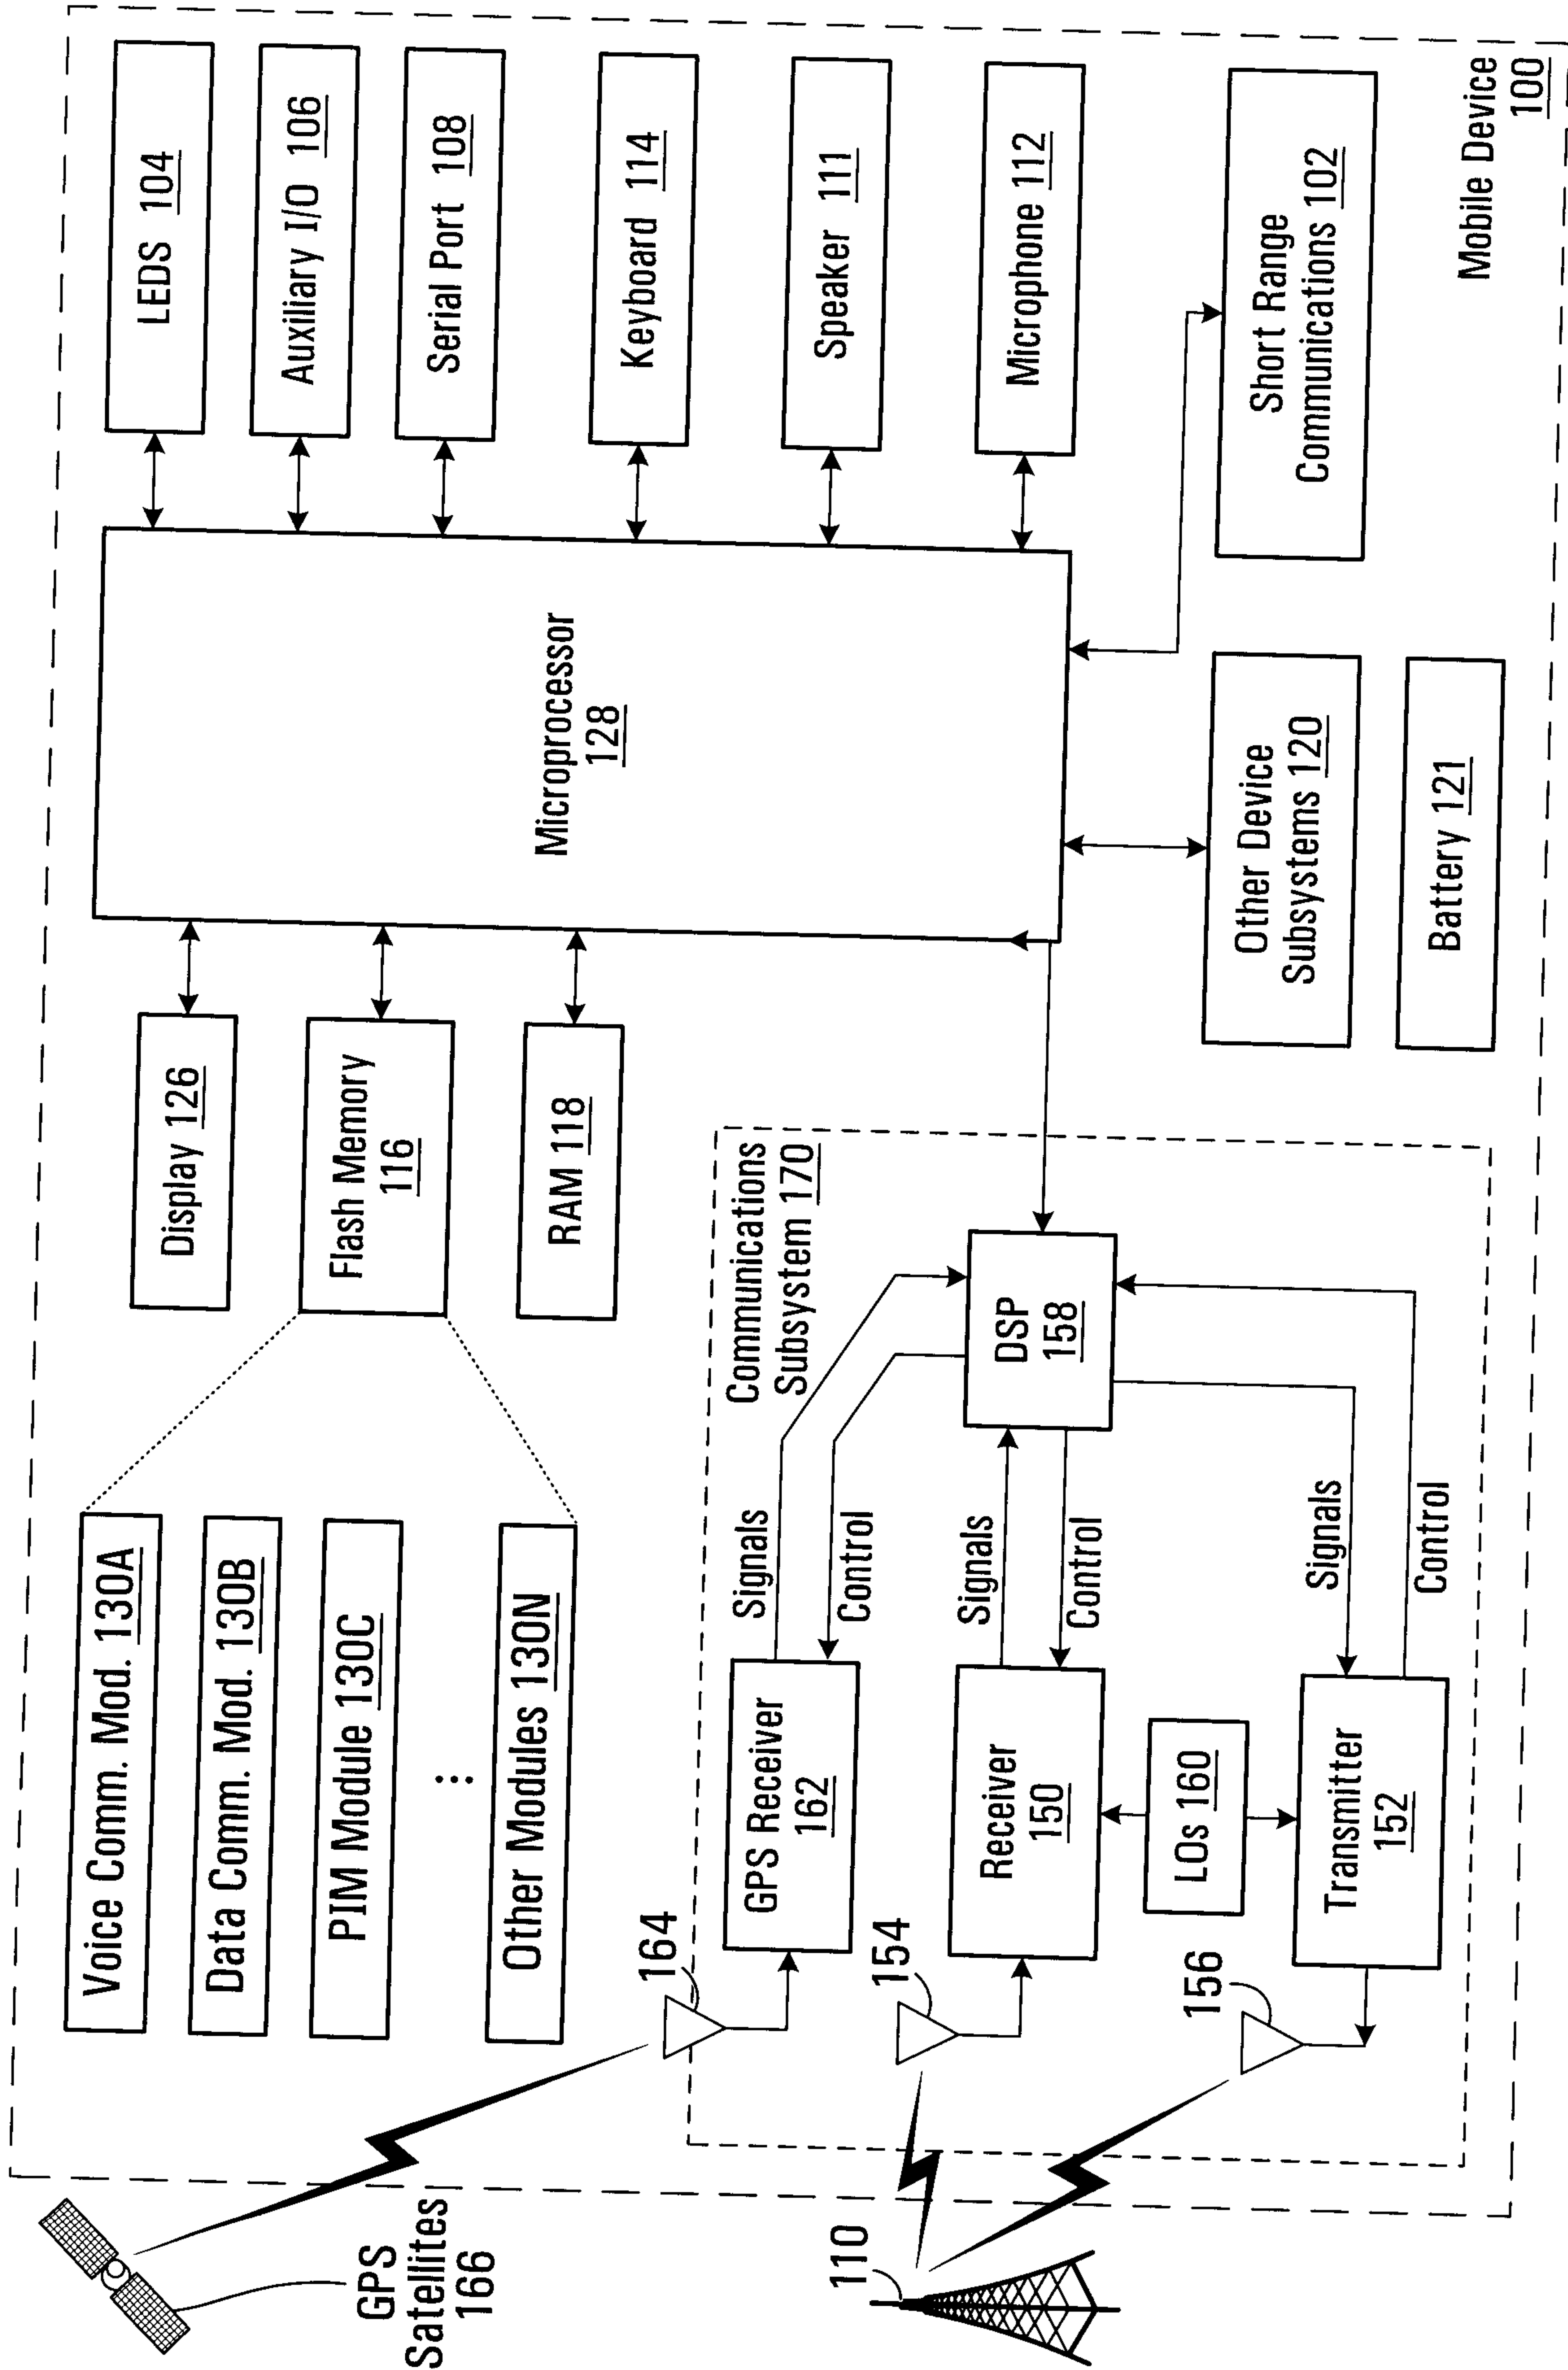 GPS
Satellites
166
110
Voice Comm. Mod. 130A
Data Comm. Mod. 130B
PIM Module 130C
⋮
Other Modules 130N
Display 126
Flash Memory
116
RAM 118
Microprocessor
128
LEDS 104
Auxiliary I/O 106
Serial Port 108
Keyboard 114
Speaker 111
Microphone 112
Short Range
Communications 102
Other Device
Subsystems 120
Battery 121
Communications
Subsystem 170
164
GPS Receiver
162
Signals
Control
154
Receiver
150
Signals
Control
DSP
158
LOs 160
156
Transmitter
152
Signals
Control
Mobile Device
100